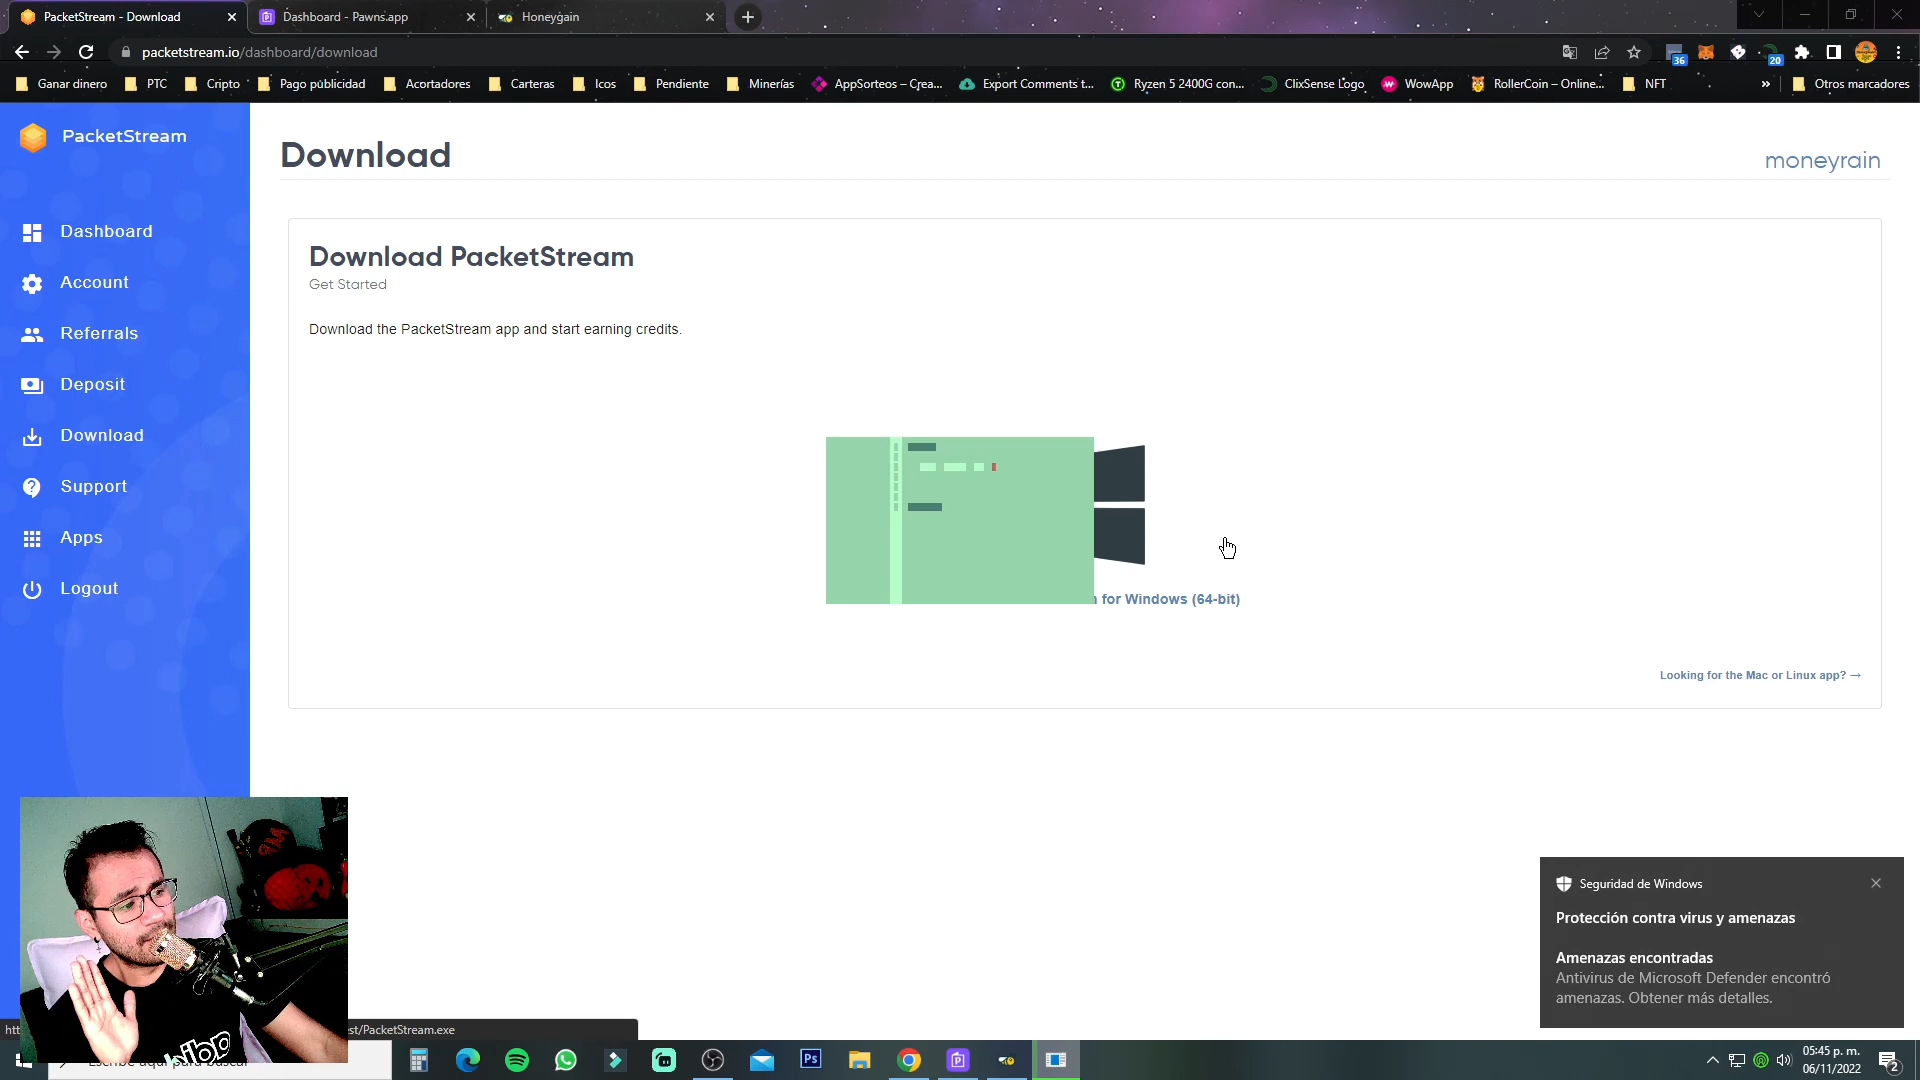 PacketStream - Download
Dashboard - Pawns.app
Honeygain
packetstream.io/dashboard/download
36
20
Ganar dinero
PTC
Cripto
Pago publicidad
Acortadores
Carteras
Icos
Pendiente
Minerías
AppSorteos – Crea...
Export Comments t...
Ryzen 5 2400G con...
ClixSense Logo
WowApp
RollerCoin – Online...
NFT
»
Otros marcadores
PacketStream
Download
moneyrain
Dashboard
Account
Referrals
Deposit
Download
Support
Apps
Logout
Download PacketStream
Get Started
Download the PacketStream app and start earning credits.
for Windows (64-bit)
Looking for the Mac or Linux app? →
Seguridad de Windows
Protección contra virus y amenazas
Amenazas encontradas
Antivirus de Microsoft Defender encontró
amenazas. Obtener más detalles.
htt
st/PacketStream.exe
Ps
05:45 p. m.
06/11/2022
2